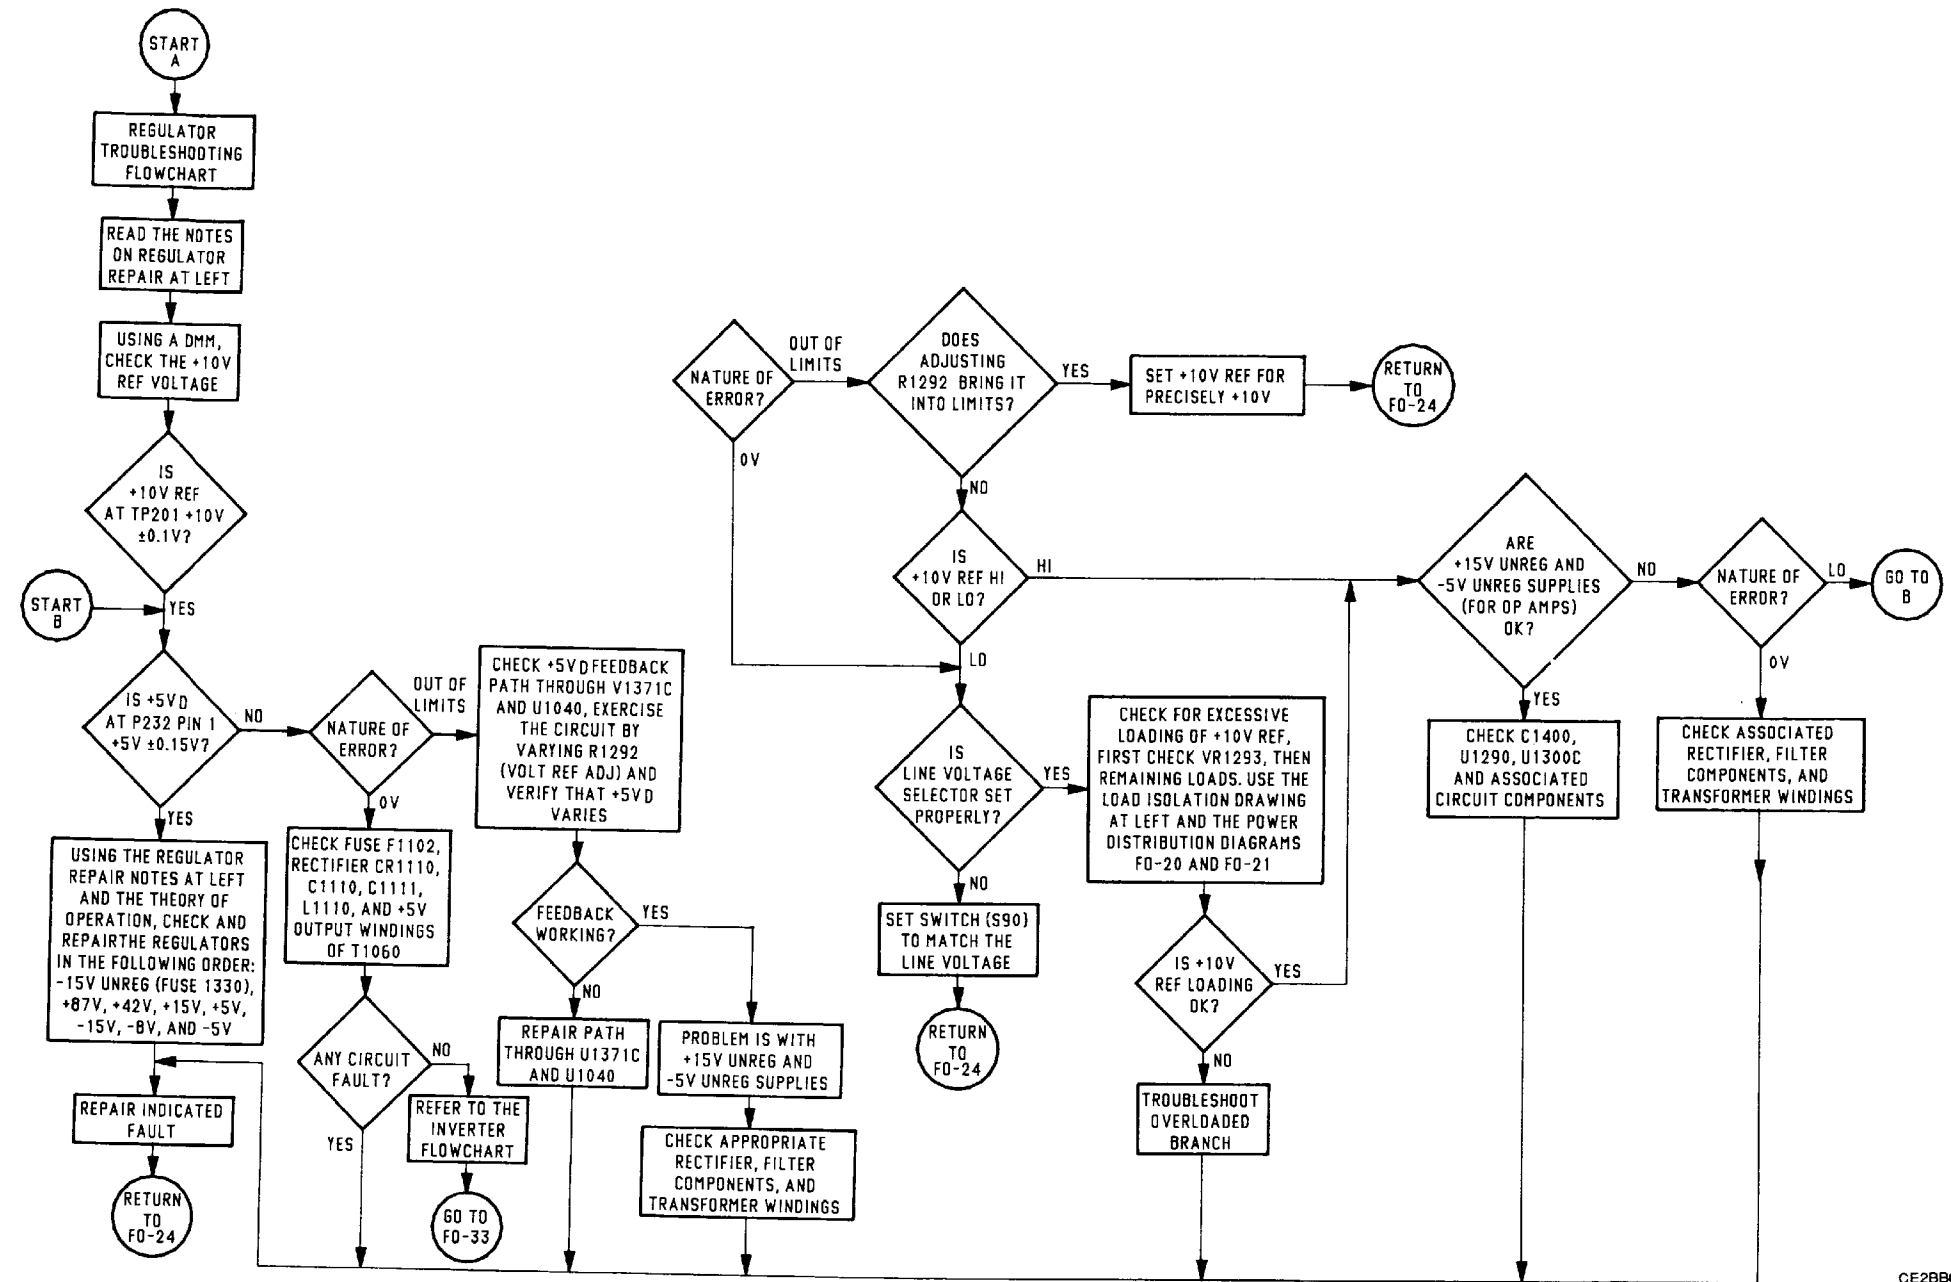 START
A
REGULATOR
TROUBLESHOOTING
FLOWCHART
READ THE NOTES
ON REGULATOR
REPAIR AT LEFT
USING A DMM,
CHECK THE +10V
REF VOLTAGE
IS
+10V REF
AT TP201 +10V
±0.1V?
START
B
YES
IS +5VD
AT P232 PIN 1
+5V ±0.15V?
NO
YES
USING THE REGULATOR
REPAIR NOTES AT LEFT
AND THE THEORY OF
OPERATION, CHECK AND
REPAIRTHE REGULATORS
IN THE FOLLOWING ORDER:
-15V UNREG (FUSE 1330),
+87V, +42V, +15V, +5V,
-15V, -8V, AND -5V
REPAIR INDICATED
FAULT
RETURN
TO
FO-24
NATURE OF
ERROR?
OUT OF
LIMITS
0V
CHECK FUSE F1102,
RECTIFIER CR1110,
C1110, C1111,
L1110, AND +5V
OUTPUT WINDINGS
OF T1060
ANY CIRCUIT
FAULT?
NO
YES
REFER TO THE
INVERTER
FLOWCHART
GO TO
FO-33
CHECK +5VD FEEDBACK
PATH THROUGH V1371C
AND U1040, EXERCISE
THE CIRCUIT BY
VARYING R1292
(VOLT REF ADJ) AND
VERIFY THAT +5VD
VARIES
FEEDBACK
WORKING?
YES
NO
REPAIR PATH
THROUGH U1371C
AND U1040
PROBLEM IS WITH
+15V UNREG AND
-5V UNREG SUPPLIES
CHECK APPROPRIATE
RECTIFIER, FILTER
COMPONENTS, AND
TRANSFORMER WINDINGS
NATURE OF
ERROR?
OUT OF
LIMITS
0V
DOES
ADJUSTING
R1292 BRING IT
INTO LIMITS?
YES
SET +10V REF FOR
PRECISELY +10V
RETURN
TO
FO-24
NO
IS
+10V REF HI
OR LO?
HI
LO
IS
LINE VOLTAGE
SELECTOR SET
PROPERLY?
YES
NO
SET SWITCH (S90)
TO MATCH THE
LINE VOLTAGE
RETURN
TO
FO-24
CHECK FOR EXCESSIVE
LOADING OF +10V REF,
FIRST CHECK VR1293, THEN
REMAINING LOADS. USE THE
LOAD ISOLATION DRAWING
AT LEFT AND THE POWER
DISTRIBUTION DIAGRAMS
FO-20 AND FO-21
IS +10V
REF LOADING
OK?
YES
NO
TROUBLESHOOT
OVERLOADED
BRANCH
ARE
+15V UNREG AND
-5V UNREG SUPPLIES
(FOR OP AMPS)
OK?
NO
YES
CHECK C1400,
U1290, U1300C
AND ASSOCIATED
CIRCUIT COMPONENTS
NATURE OF
ERROR?
LO
GO TO
B
0V
CHECK ASSOCIATED
RECTIFIER, FILTER
COMPONENTS, AND
TRANSFORMER WINDINGS